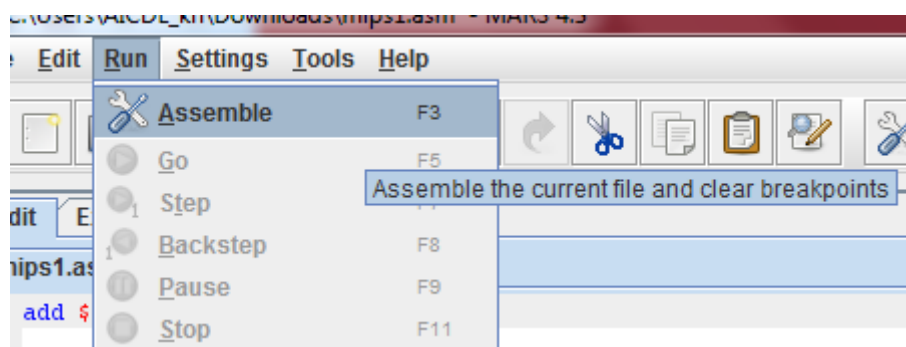 Edit Run Settings Tools Help
Assemble F3
Go F5
Assemble the current file and clear breakpoints
Step
Backstep F8
mips1.as
Pause F9
add $
Stop F11